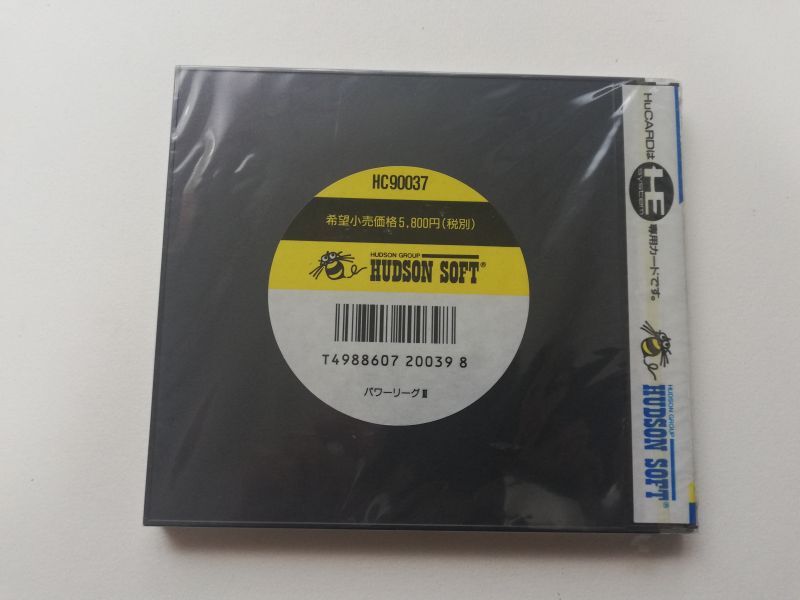 HC90037
希望小売価格5,800円(税別)
HUDSON GROUP
HUDSON SOFT®
T4988607 20039 8
パワーリーグⅢ
HuCARDは
HE
system
専用カードです。
HUDSON GROUP
HUDSON SOFT®